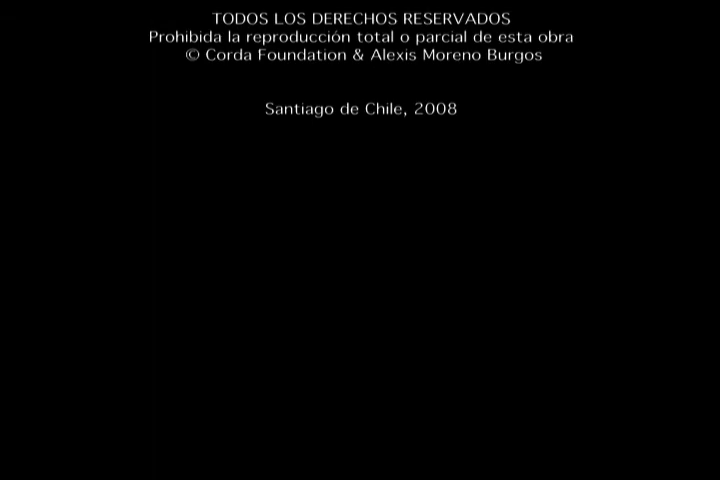 TODOS LOS DERECHOS RESERVADOS
Prohibida la reproducción total o parcial de esta obra
© Corda Foundation & Alexis Moreno Burgos
Santiago de Chile, 2008